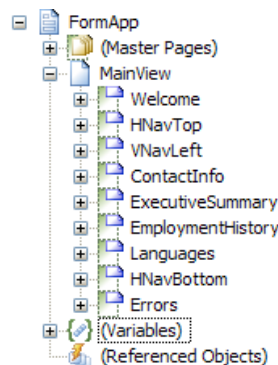 FormApp
(Master Pages)
MainView
Welcome
HNavTop
VNavLeft
ContactInfo
ExecutiveSummary
EmploymentHistory
Languages
HNavBottom
Errors
(Variables)
(Referenced Objects)